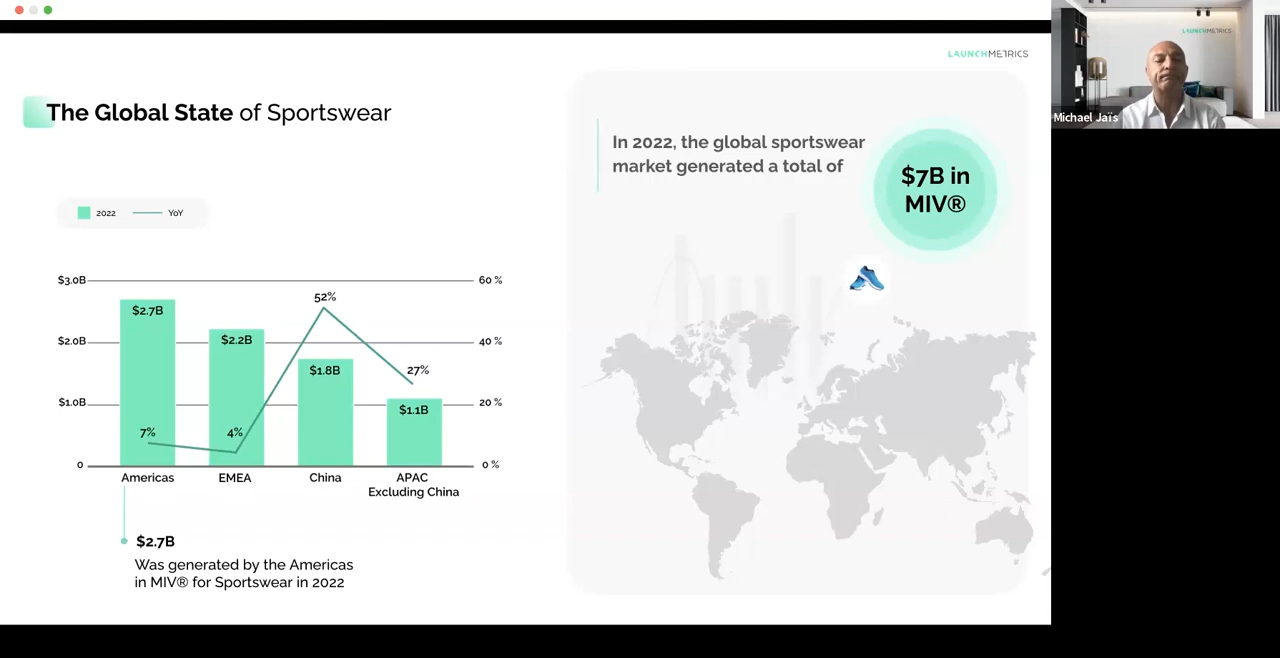 LAUNCHMETRICS
LAUNCHMETRICS
Michael Jaïs
The Global State of Sportswear
In 2022, the global sportswear
market generated a total of
$7B in
MIV®
2022
YoY
$3.0B
60 %
52%
$2.7B
$2.0B
$2.2B
40 %
$1.8B
27%
$1.0B
20 %
$1.1B
7%
4%
0
0 %
Americas
EMEA
China
APAC
Excluding China
$2.7B
Was generated by the Americas
in MIV® for Sportswear in 2022